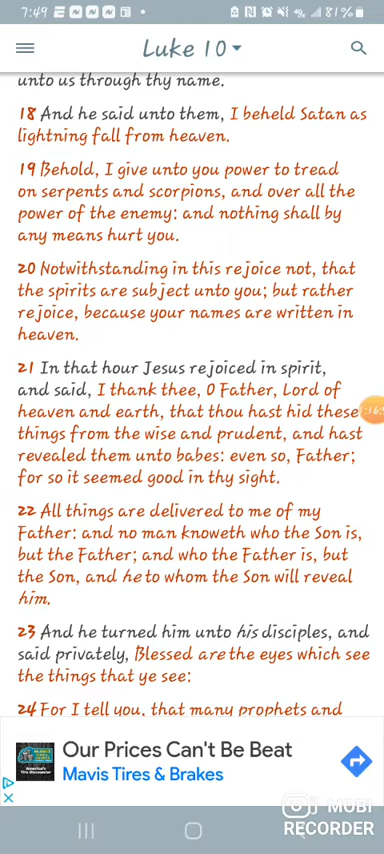 7:49
4G 81%
Luke 10
unto us through thy name.
18 And he said unto them, I beheld Satan as
lightning fall from heaven.
19 Behold, I give unto you power to tread
on serpents and scorpions, and over all the
power of the enemy: and nothing shall by
any means hurt you.
20 Notwithstanding in this rejoice not, that
the spirits are subject unto you; but rather
rejoice, because your names are written in
heaven.
21 In that hour Jesus rejoiced in spirit,
and said, I thank thee, O Father, Lord of
heaven and earth, that thou hast hid these
things from the wise and prudent, and hast
revealed them unto babes: even so, Father;
for so it seemed good in thy sight.
22 All things are delivered to me of my
Father: and no man knoweth who the Son is,
but the Father; and who the Father is, but
the Son, and he to whom the Son will reveal
him.
23 And he turned him unto his disciples, and
said privately, Blessed are the eyes which see
the things that ye see:
24 For I tell you, that many prophets and
Our Prices Can't Be Beat
Mavis Tires & Brakes
MOBI
RECORDER